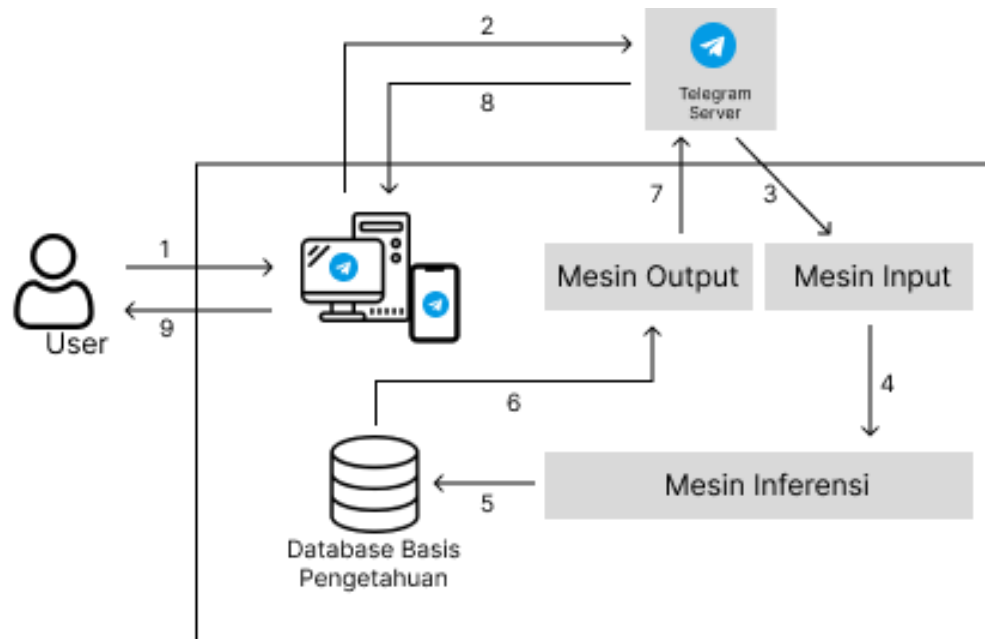 2
8
Telegram
Server
7
3
1
9
User
Mesin Output
Mesin Input
4
6
Mesin Inferensi
5
Database Basis
Pengetahuan